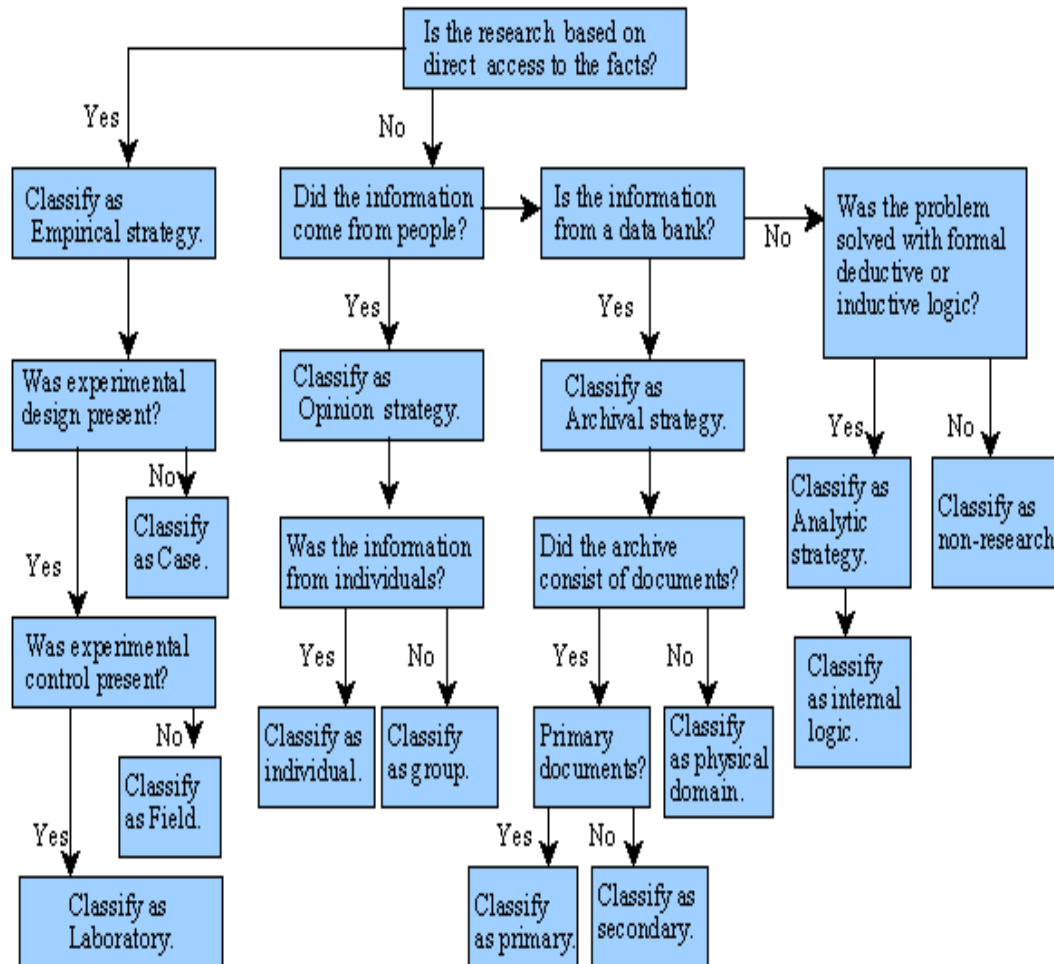 Is the research based on
direct access to the facts?
Yes
No
Classify as
Empirical strategy.
Did the information
come from people?
Is the information
from a data bank?
No
Was the problem
solved with formal
deductive or
inductive logic?
Yes
Yes
Was experimental
design present?
Classify as
Opinion strategy.
Classify as
Archival strategy.
Yes
No
No
Classify
as Case.
Yes
Was the information
from individuals?
Did the archive
consist of documents?
Classify as
Analytic
strategy.
Classify as
non-research.
Was experimental
control present?
Yes
No
Yes
No
Classify
as internal
logic.
No
Classify as
individual.
Classify
as group.
Primary
documents?
Classify
as physical
domain.
Classify
as Field.
Yes
Yes
No
Classify as
Laboratory.
Classify
as primary.
Classify as
secondary.